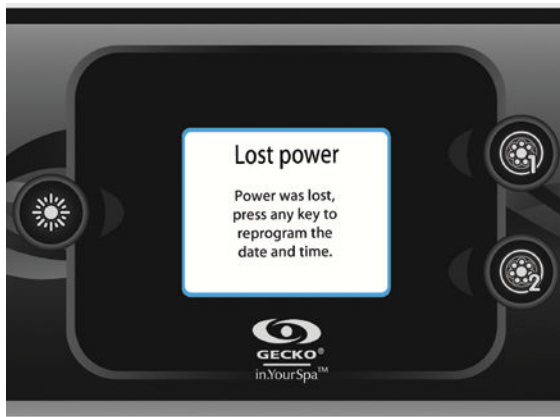 Lost power
Power was lost,
press any key to
reprogram the
date and time.
1
2
GECKO®
in.YourSpa™